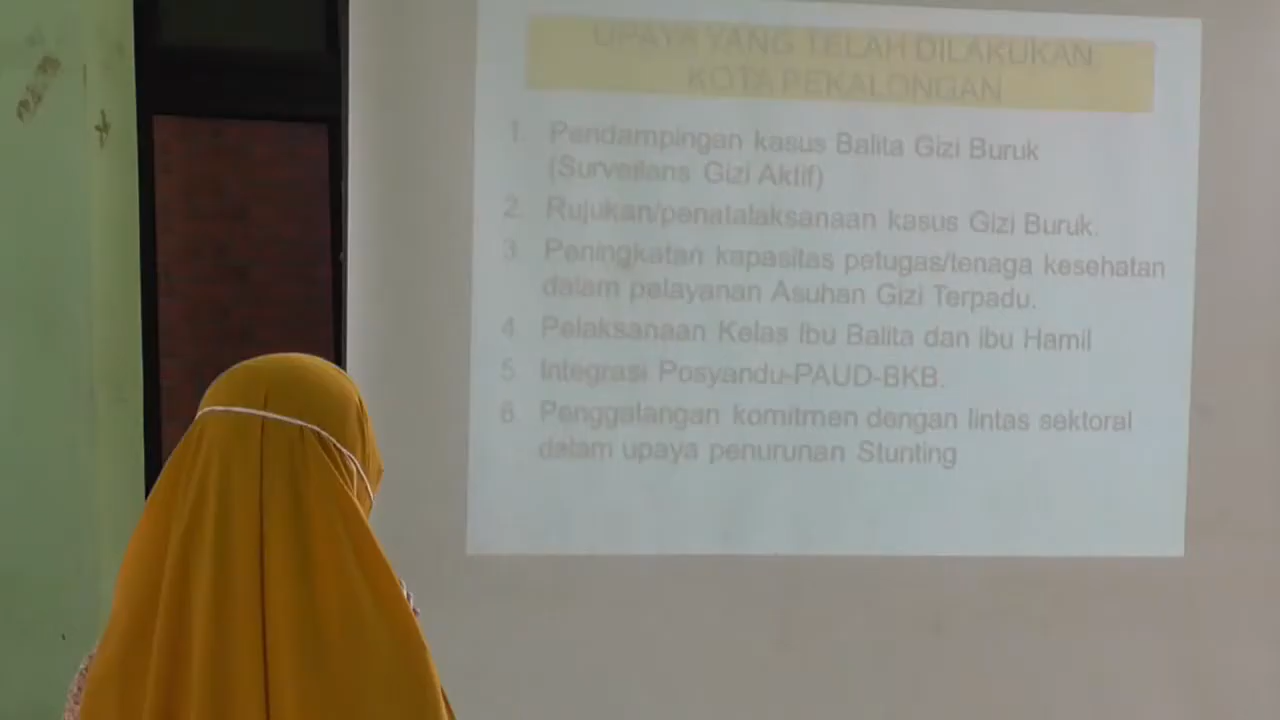 UPAYA YANG TELAH DILAKUKAN
KOTA PEKALONGAN
1. Pendampingan kasus Balita Gizi Buruk
(Surveilans Gizi Aktif)
2. Rujukan/penatalaksanaan kasus Gizi Buruk.
3. Peningkatan kapasitas petugas/tenaga kesehatan
dalam pelayanan Asuhan Gizi Terpadu.
4. Pelaksanaan Kelas Ibu Balita dan ibu Hamil
5. Integrasi Posyandu-PAUD-BKB.
6. Penggalangan komitmen dengan lintas sektoral
dalam upaya penurunan Stunting